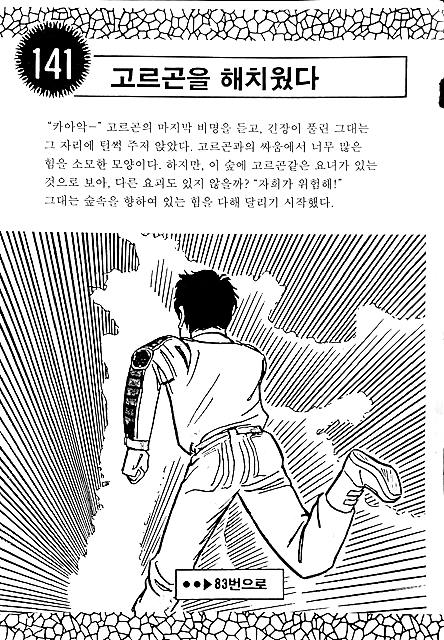 141
고르곤을 해치웠다
"카아악-" 고르곤의 마지막 비명을 듣고, 긴장이 풀린 그대는
그 자리에 털썩 주저 앉았다. 고르곤과의 싸움에서 너무 많은
힘을 소모한 모양이다. 하지만, 이 숲에 고르곤같은 요녀가 있는
것으로 보아, 다른 요괴도 있지 않을까? "자희가 위험해!"
그대는 숲속을 향하여 있는 힘을 다해 달리기 시작했다.
●●▶83번으로